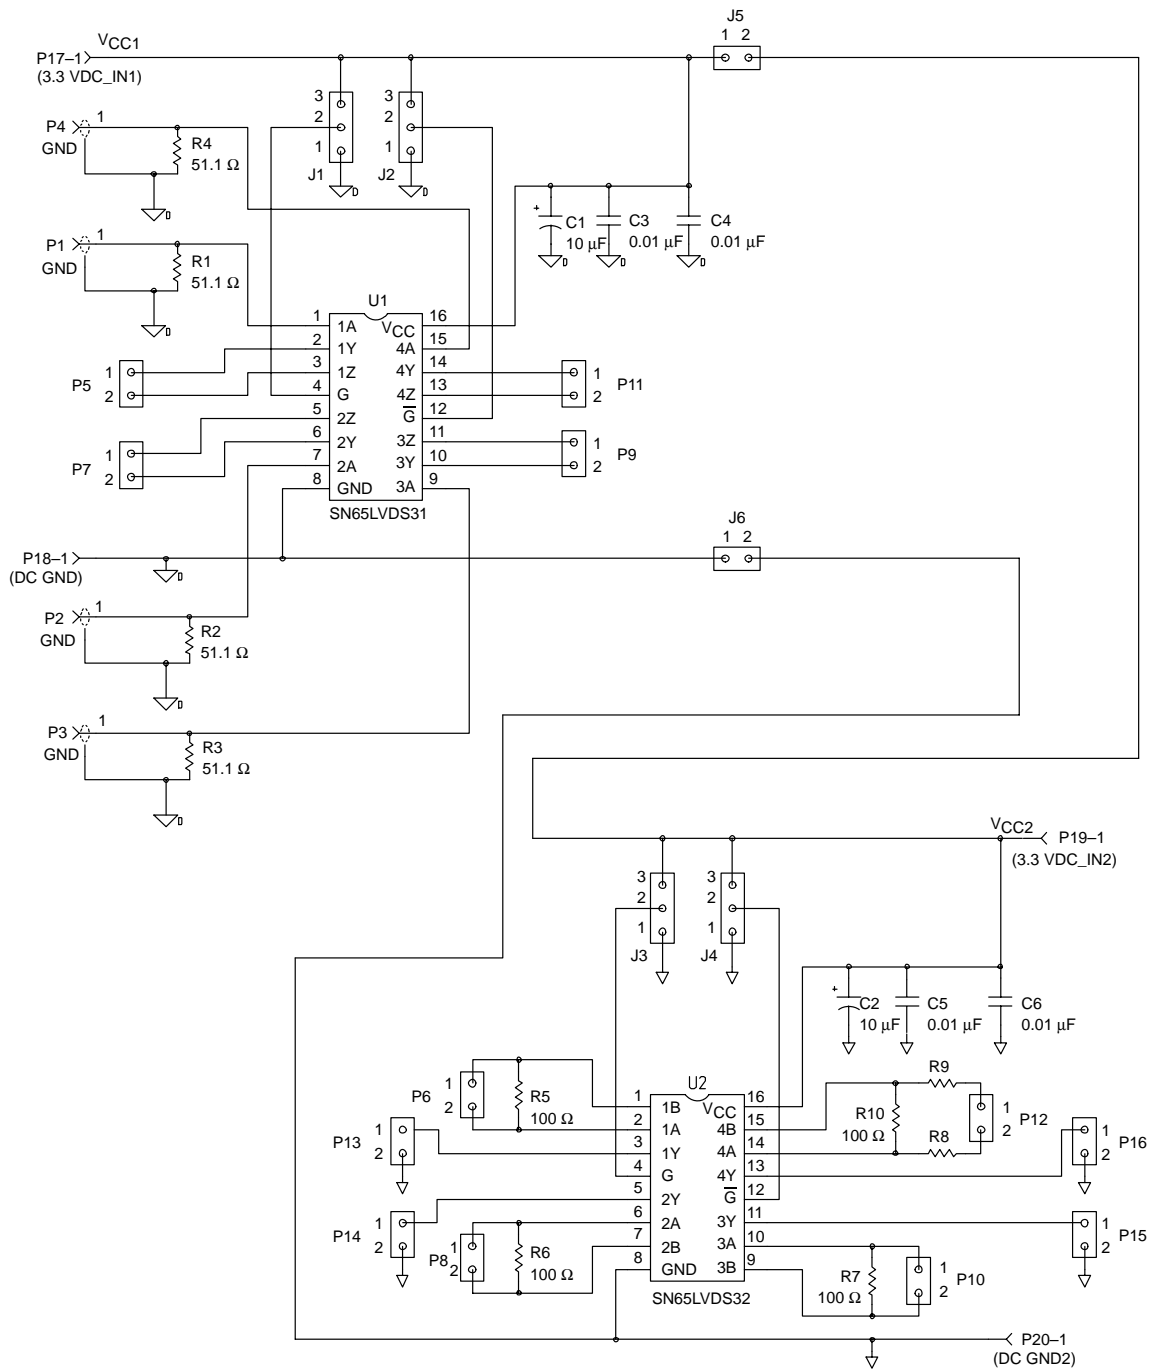 J5
1 2
VCC1
P17–1
(3.3 VDC_IN1)
3
2
1
J1
3
2
1
J2
P4
1
GND
R4
51.1 Ω
D
D
D
+
C1
10 µF
C3
0.01 µF
C4
0.01 µF
D
D
D
P1
1
GND
R1
51.1 Ω
D
U1
1 1A VCC 16
2 1Y 4A 15
3 1Z 4Y 14
4 G 4Z 13
5 2Z G 12
6 2Y 3Z 11
7 2A 3Y 10
8 GND 3A 9
SN65LVDS31
P5
1
2
P7
1
2
1
2
P11
1
2
P9
J6
1 2
P18–1
(DC GND)
D
P2
1
GND
R2
51.1 Ω
D
P3
1
GND
R3
51.1 Ω
D
VCC2
P19–1
(3.3 VDC_IN2)
3
2
1
J3
3
2
1
J4
+
C2
10 µF
C5
0.01 µF
C6
0.01 µF
P6
1
2
R5
100 Ω
P13
1
2
P14
1
2
P8
1
2
R6
100 Ω
U2
1 1B VCC 16
2 1A 4B 15
3 1Y 4A 14
4 G 4Y 13
5 2Y G 12
6 2A 3Y 11
7 2B 3A 10
8 GND 3B 9
SN65LVDS32
R9
R10
100 Ω
R8
1
2
P12
1
2
P16
1
2
P15
R7
100 Ω
1
2
P10
P20–1
(DC GND2)